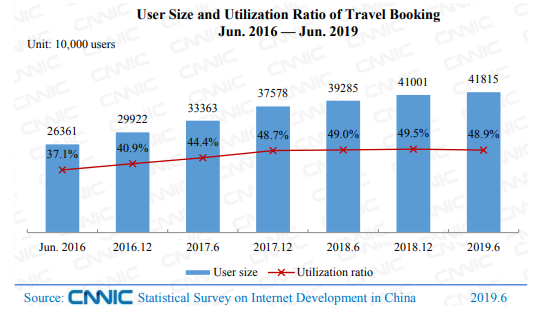 User Size and Utilization Ratio of Travel Booking
Jun. 2016 — Jun. 2019
Unit: 10,000 users
26361
29922
33363
37578
39285
41001
41815
37.1%
40.9%
44.4%
48.7%
49.0%
49.5%
48.9%
Jun. 2016 2016.12 2017.6 2017.12 2018.6 2018.12 2019.6
User size Utilization ratio
Source: CNNIC Statistical Survey on Internet Development in China 2019.6